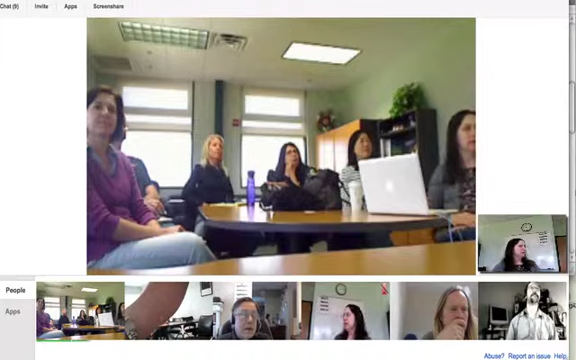 Chat (9) Invite Apps Screenshare
People
Apps
Abuse? Report an issue Help